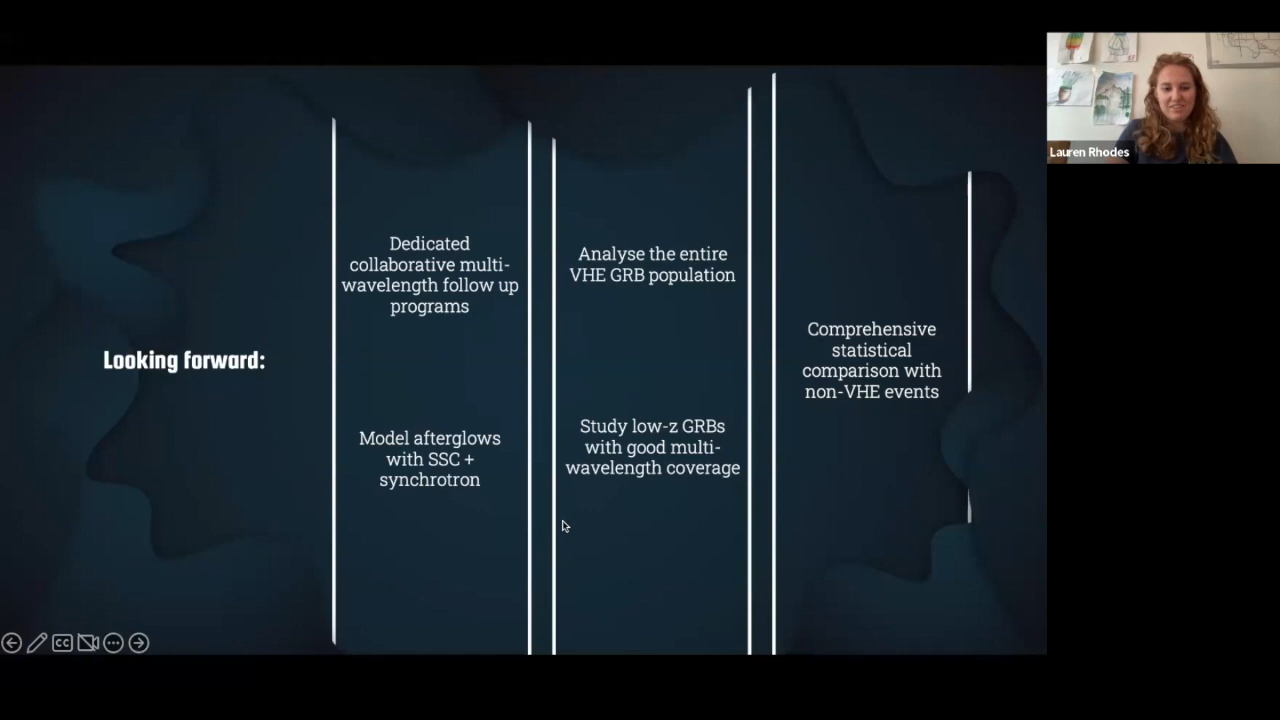 Looking forward:
Dedicated
collaborative multi-
wavelength follow up
programs
Model afterglows
with SSC +
synchrotron
Analyse the entire
VHE GRB population
Study low-z GRBs
with good multi-
wavelength coverage
Comprehensive
statistical
comparison with
non-VHE events
Lauren Rhodes
CC